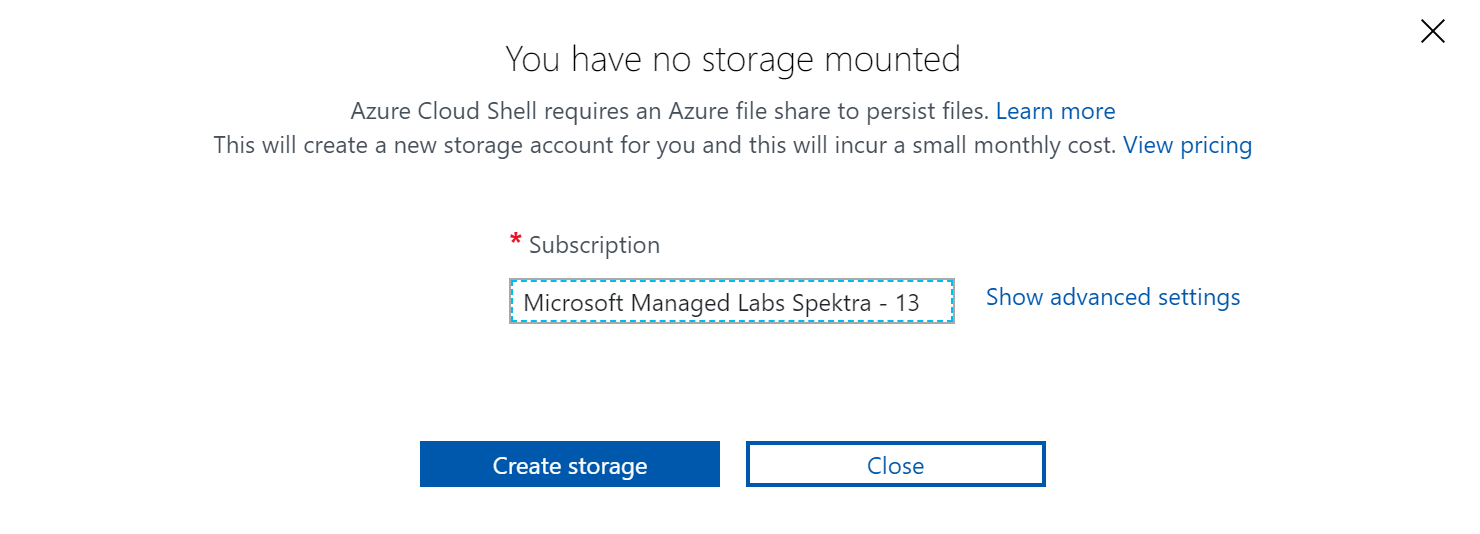 You have no storage mounted
Azure Cloud Shell requires an Azure file share to persist files. Learn more
This will create a new storage account for you and this will incur a small monthly cost. View pricing
* Subscription
Microsoft Managed Labs Spektra - 13
Show advanced settings
Create storage
Close